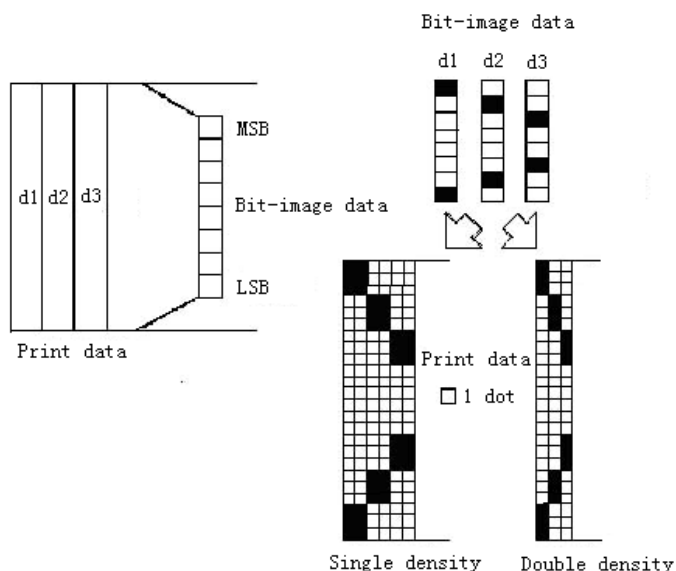 Bit-image data
d1 d2 d3
MSB
d1 d2 d3
Bit-image data
LSB
Print data
Print data
1 dot
Single density
Double density